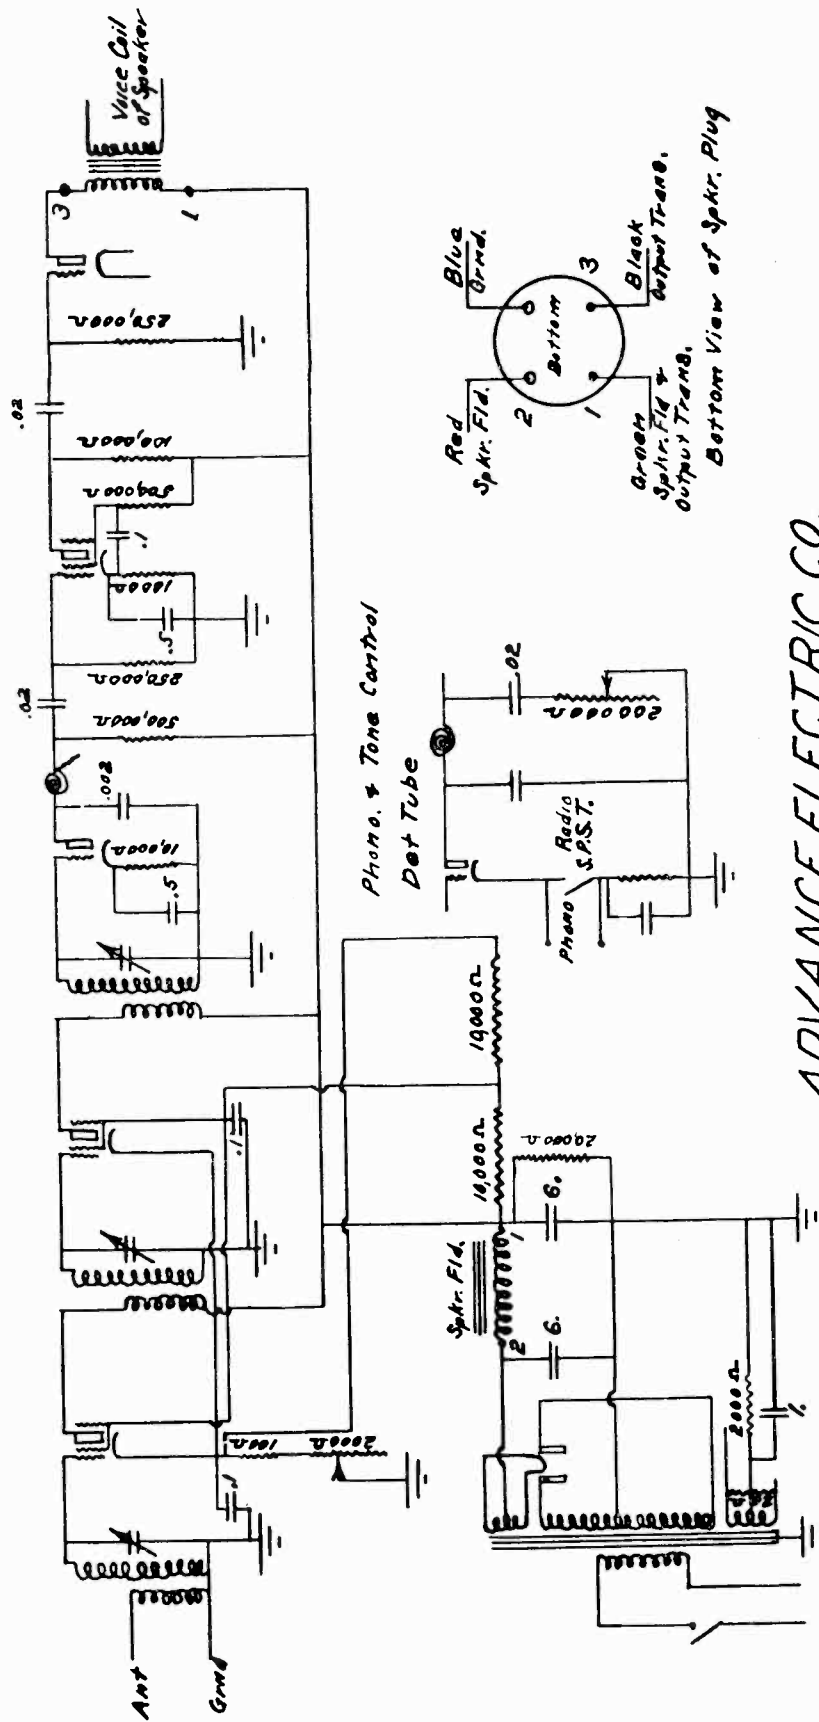 Ant
Grnd
.1
100Ω
2000Ω
.1
10,000Ω
.5
.002
500,000Ω
.02
250,000Ω
.5
1000Ω
.1
500,000Ω
100,000Ω
.02
250,000Ω
3
1
Voice Coil
of Speaker
Spkr. Fld.
2
1
10,000Ω
10,000Ω
6.
6.
20,000Ω
2000Ω
Phono. & Tone Control
Det Tube
Phono
Radio
S.P.S.T.
.02
200000Ω
Red
Spkr. Fld.
Blue
Grnd.
2
Bottom
3
1
Green
Spkr. Fld &
Output Trans.
Black
Output Trans.
Bottom View of Spkr. Plug
ADVANCE ELECTRIC CO.